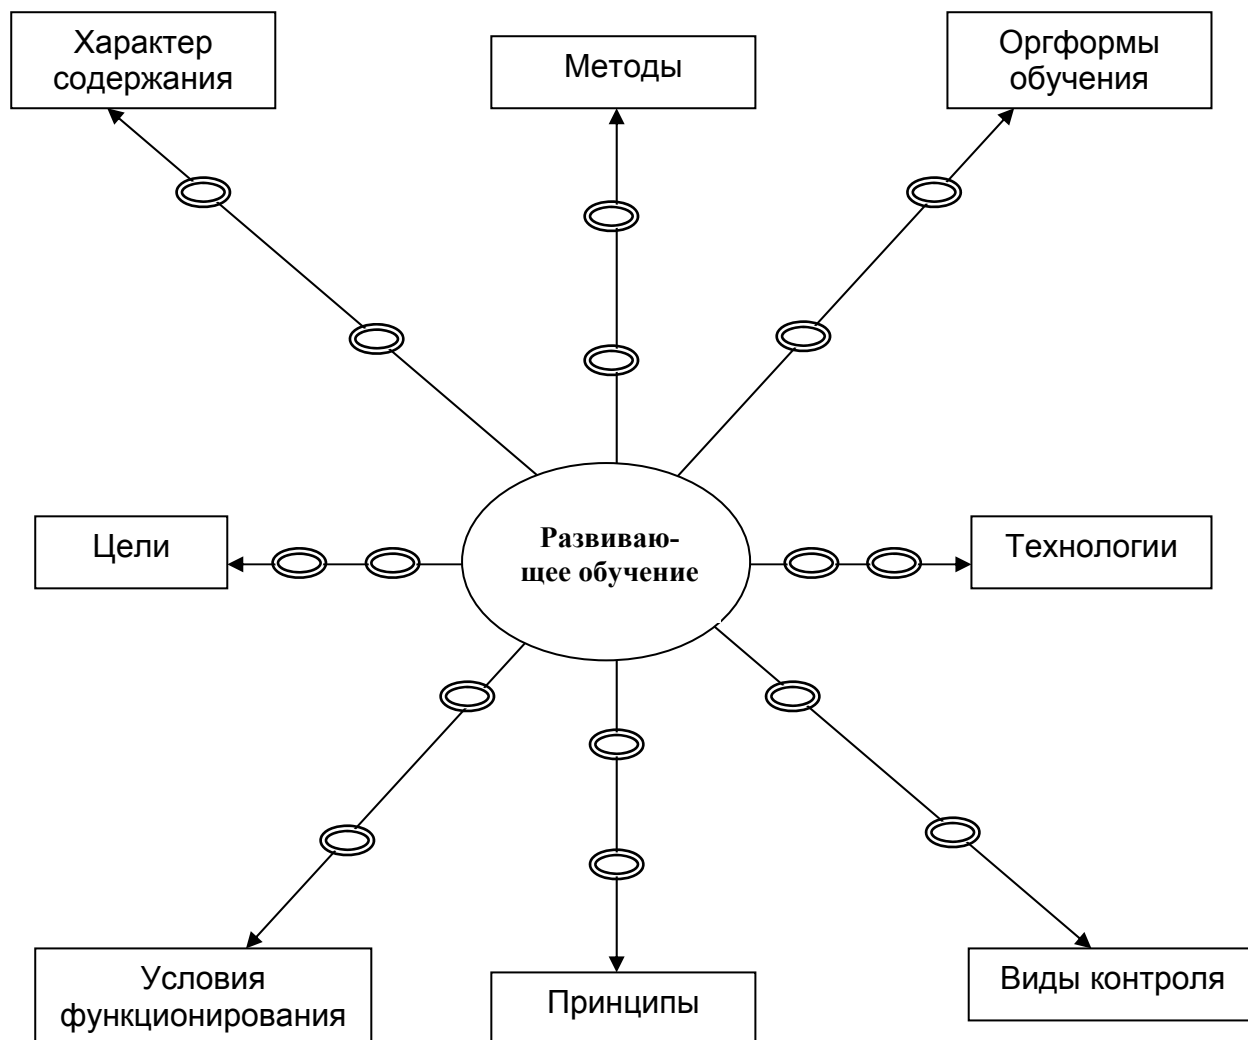 Характер
содержания
Методы
Оргформы
обучения
Цели
Развиваю-
щее обучение
Технологии
Условия
функционирования
Принципы
Виды контроля